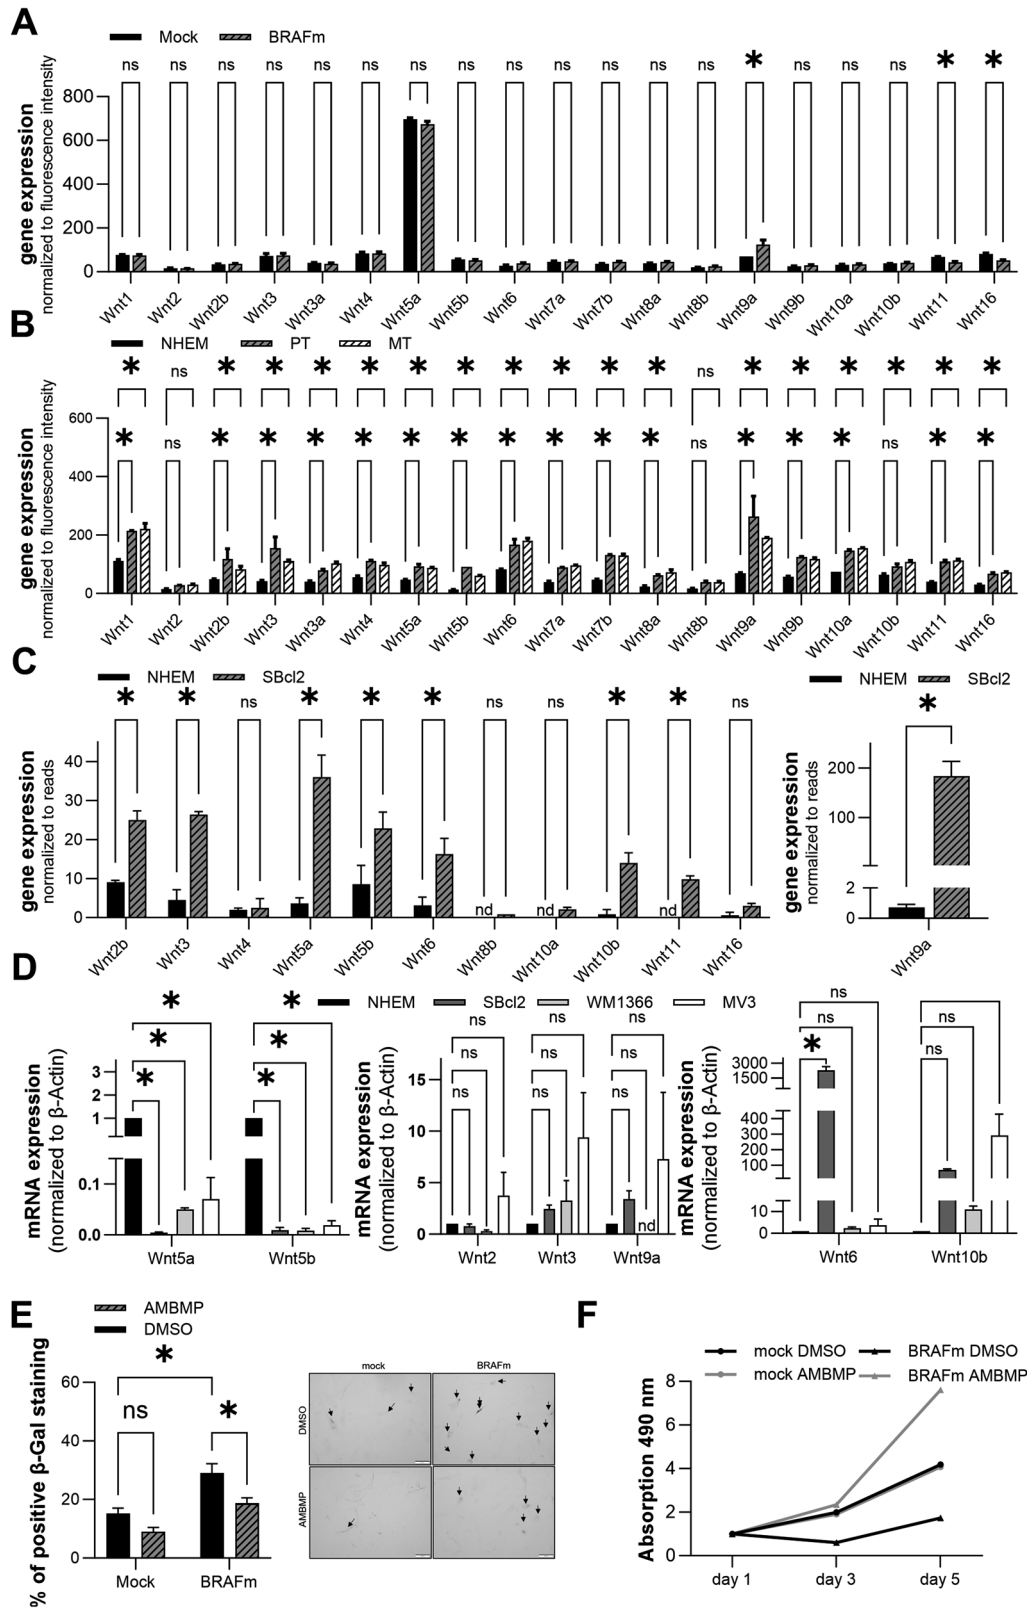 A
Mock BRAFm
ns ns ns ns ns ns ns ns ns ns ns ns ns * ns ns ns * *
gene expression
normalized to fluorescence intensity
800
600
400
200
0
Wnt1 Wnt2 Wnt2b Wnt3 Wnt3a Wnt4 Wnt5a Wnt5b Wnt6 Wnt7a Wnt7b Wnt8a Wnt8b Wnt9a Wnt9b Wnt10a Wnt10b Wnt11 Wnt16
B
NHEM PT MT
* ns * * * * * * * * * * ns * * * * * *
* ns * * * * * * * * * * ns * * * ns * *
gene expression
normalized to fluorescence intensity
600
400
200
0
Wnt1 Wnt2 Wnt2b Wnt3 Wnt3a Wnt4 Wnt5a Wnt5b Wnt6 Wnt7a Wnt7b Wnt8a Wnt8b Wnt9a Wnt9b Wnt10a Wnt10b Wnt11 Wnt16
C
NHEM SBcl2
* * ns * * * ns ns * * ns
gene expression
normalized to reads
40
30
20
10
0
nd nd nd
Wnt2b Wnt3 Wnt4 Wnt5a Wnt5b Wnt6 Wnt8b Wnt10a Wnt10b Wnt11 Wnt16
NHEM SBcl2
*
gene expression
normalized to reads
200
100
2
0
Wnt9a
D
NHEM SBcl2 WM1366 MV3
* *
* *
* *
mRNA expression
(normalized to β-Actin)
3
2
1
0.1
0.0
Wnt5a Wnt5b
ns ns ns
ns ns ns
ns ns ns
mRNA expression
(normalized to β-Actin)
15
10
5
0
nd
Wnt2 Wnt3 Wnt9a
ns ns
ns ns
* ns
mRNA expression
(normalized to β-Actin)
3000
1500
400
300
200
100
10
0
Wnt6 Wnt10b
E
AMBMP
DMSO
*
ns *
% of positive β-Gal staining
60
40
20
0
Mock BRAFm
mock BRAFm
DMSO
AMBMP
F
mock DMSO BRAFm DMSO
mock AMBMP BRAFm AMBMP
Absorption 490 nm
8
6
4
2
0
day 1 day 3 day 5